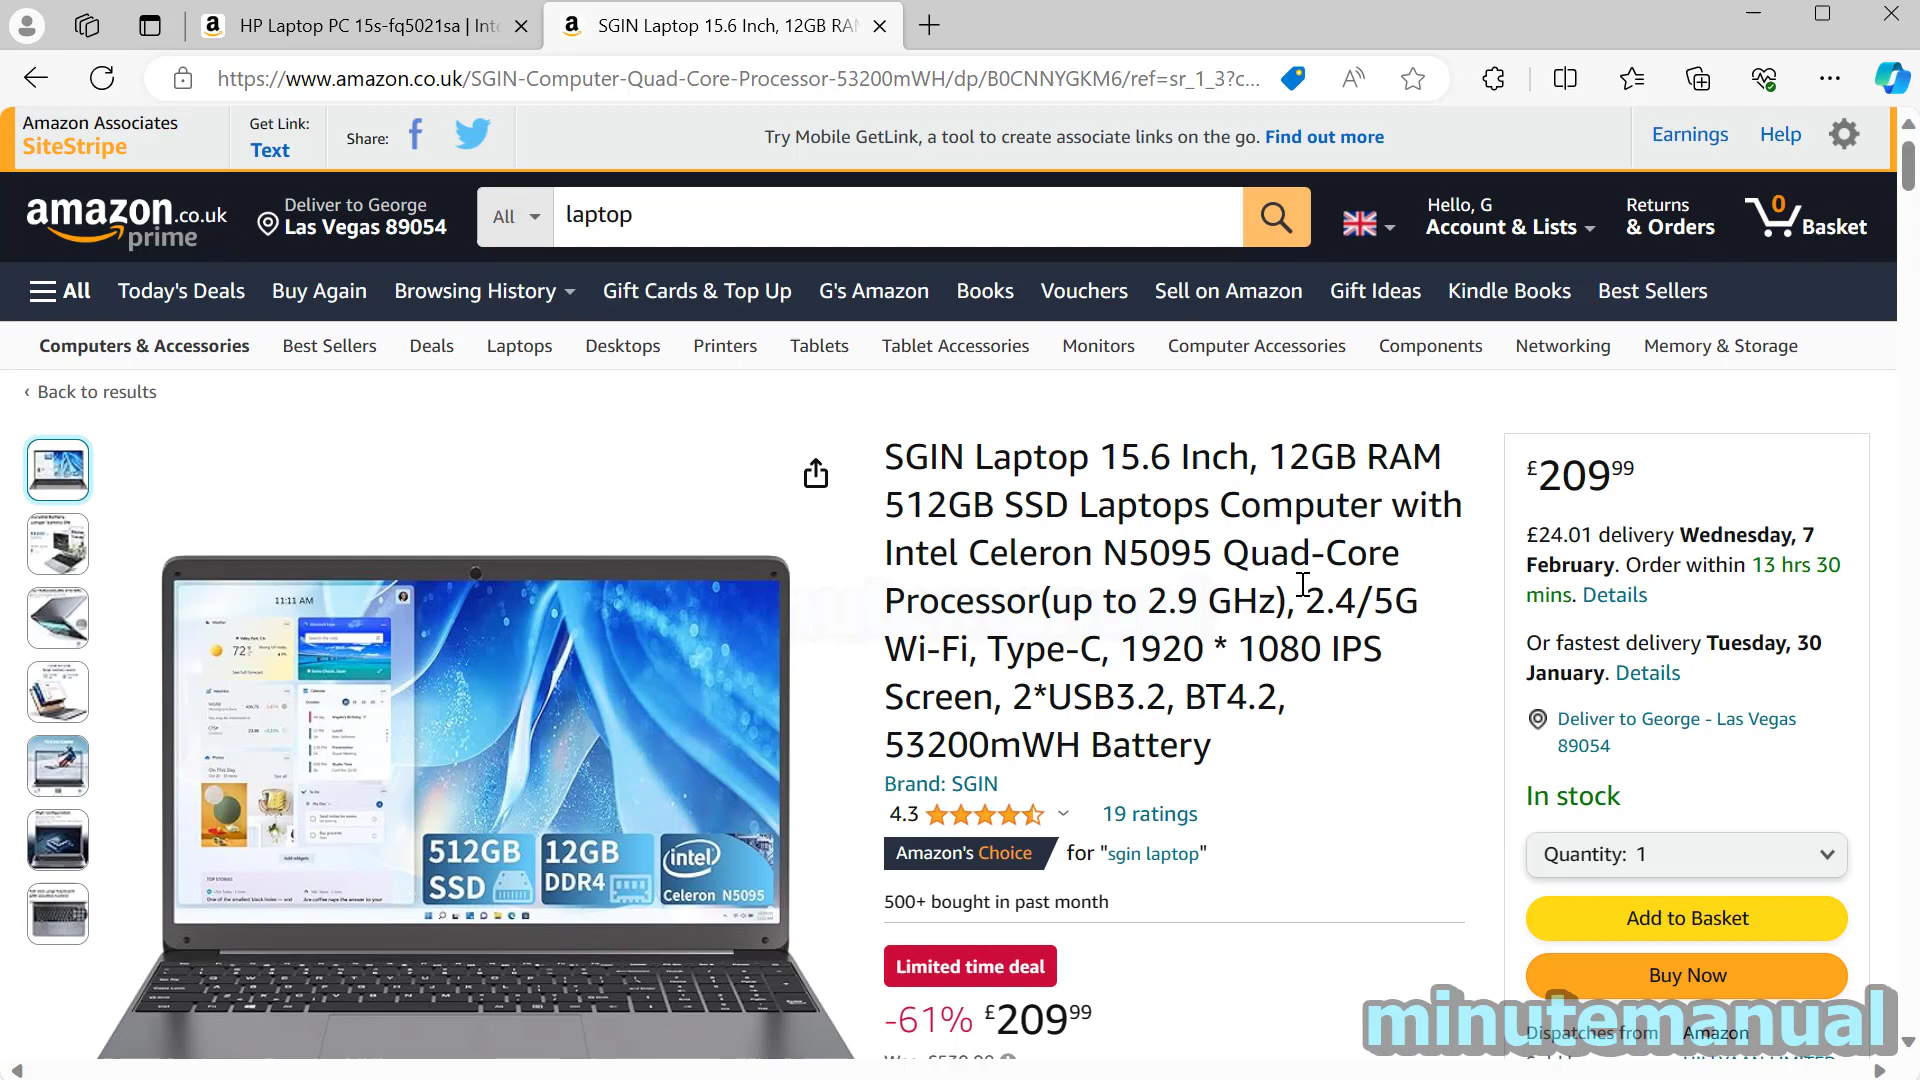 HP Laptop PC 15s-fq5021sa | Inte
SGIN Laptop 15.6 Inch, 12GB RAM
https://www.amazon.co.uk/SGIN-Computer-Quad-Core-Processor-53200mWH/dp/B0CNNYGKM6/ref=sr_1_3?c...
Amazon Associates
SiteStripe
Get Link:
Text
Share:
Try Mobile GetLink, a tool to create associate links on the go. Find out more
Earnings
Help
amazon.co.uk
prime
Deliver to George
Las Vegas 89054
All
laptop
Hello, G
Account & Lists
Returns
& Orders
0
Basket
All
Today's Deals
Buy Again
Browsing History
Gift Cards & Top Up
G's Amazon
Books
Vouchers
Sell on Amazon
Gift Ideas
Kindle Books
Best Sellers
Computers & Accessories
Best Sellers
Deals
Laptops
Desktops
Printers
Tablets
Tablet Accessories
Monitors
Computer Accessories
Components
Networking
Memory & Storage
‹ Back to results
11:11 AM
72°
512GB
SSD
12GB
DDR4
intel
Celeron N5095
SGIN Laptop 15.6 Inch, 12GB RAM
512GB SSD Laptops Computer with
Intel Celeron N5095 Quad-Core
Processor(up to 2.9 GHz), 2.4/5G
Wi-Fi, Type-C, 1920 * 1080 IPS
Screen, 2*USB3.2, BT4.2,
53200mWH Battery
Brand: SGIN
4.3
19 ratings
Amazon's Choice for "sgin laptop"
500+ bought in past month
Limited time deal
-61% £209.99
£209.99
£24.01 delivery Wednesday, 7
February. Order within 13 hrs 30
mins. Details
Or fastest delivery Tuesday, 30
January. Details
Deliver to George - Las Vegas
89054
In stock
Quantity: 1
Add to Basket
Buy Now
Dispatches from Amazon
minutemanual